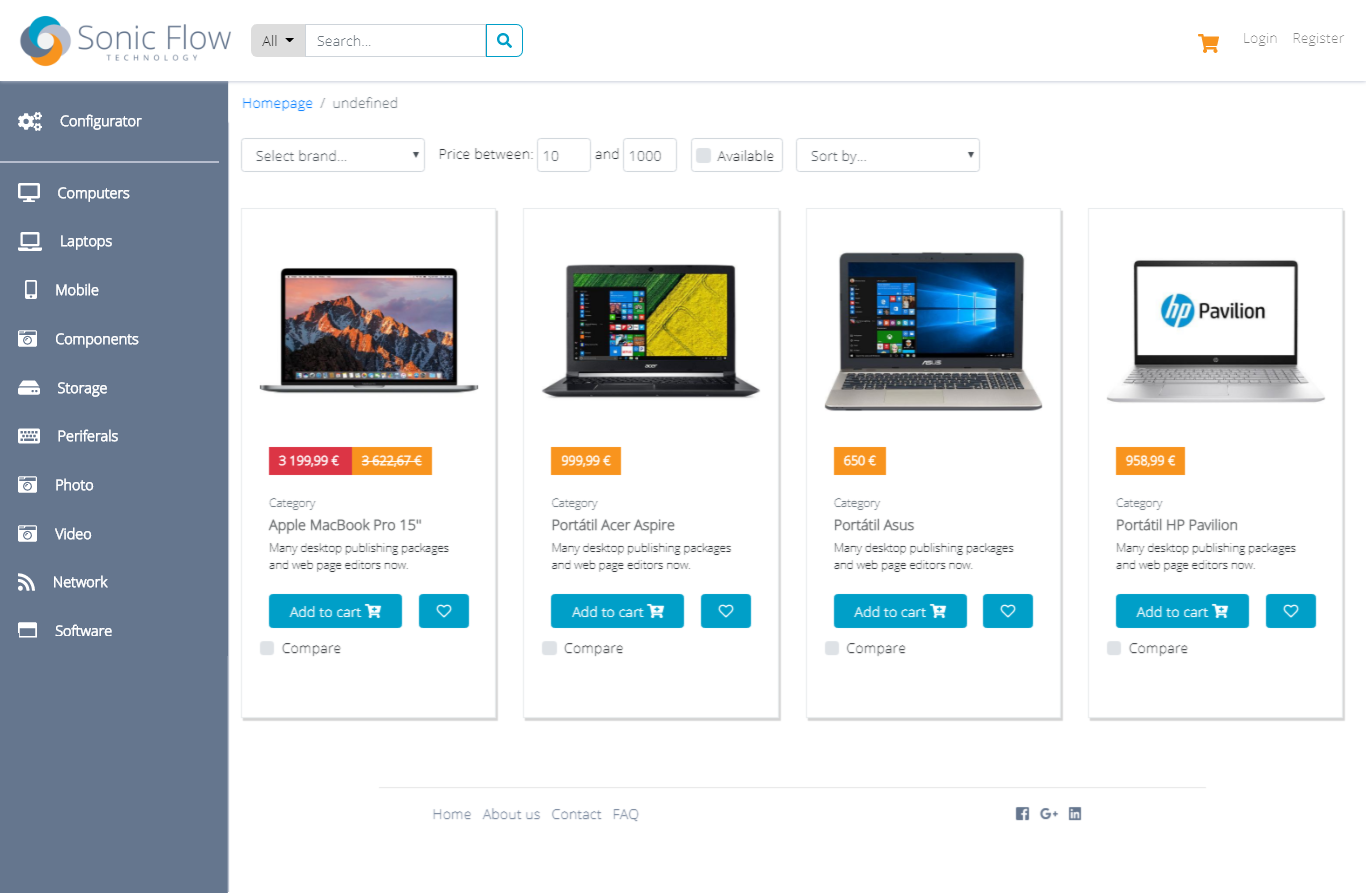 Sonic Flow
TECHNOLOGY
All
Search...
Login Register
Configurator
Computers
Laptops
Mobile
Components
Storage
Periferals
Photo
Video
Network
Software
Homepage / undefined
Select brand... Price between: 10 and 1000 Available Sort by...
acer
ASUS
hp Pavilion
3 199,99 € 3 622,67 €
Category
Apple MacBook Pro 15"
Many desktop publishing packages
and web page editors now.
Add to cart
Compare
999,99 €
Category
Portátil Acer Aspire
Many desktop publishing packages
and web page editors now.
Add to cart
Compare
650 €
Category
Portátil Asus
Many desktop publishing packages
and web page editors now.
Add to cart
Compare
958,99 €
Category
Portátil HP Pavilion
Many desktop publishing packages
and web page editors now.
Add to cart
Compare
Home About us Contact FAQ
G+ in